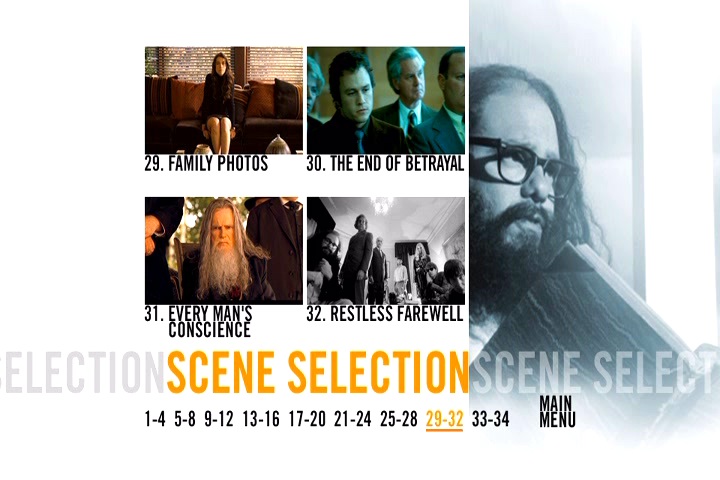 29. FAMILY PHOTOS
30. THE END OF BETRAYAL
31. EVERY MAN'S
CONSCIENCE
32. RESTLESS FAREWELL
SELECTION SCENE SELECTION SCENE SELECT
1-4 5-8 9-12 13-16 17-20 21-24 25-28 29-32 33-34
MAIN
MENU